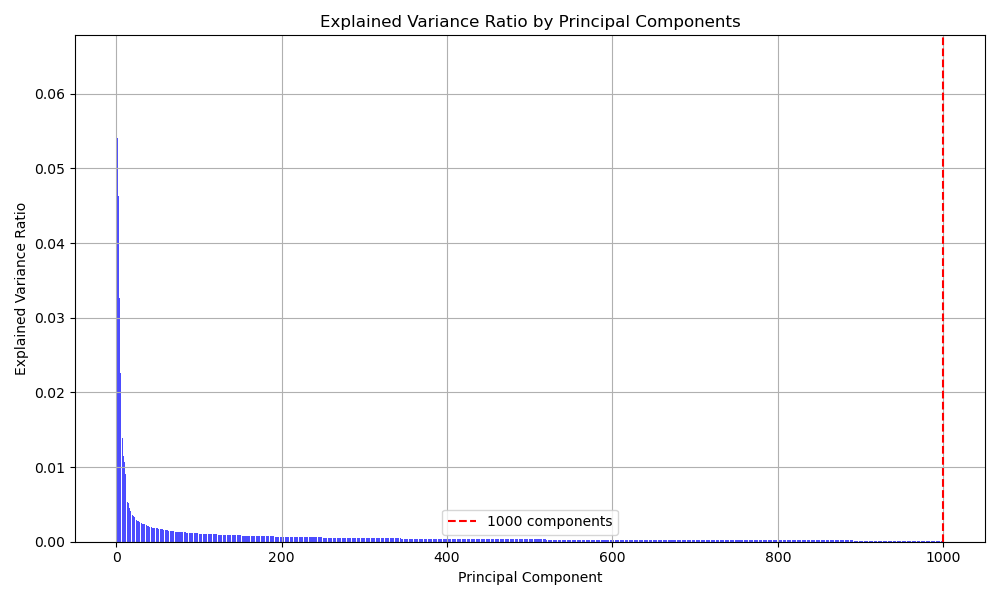 Explained Variance Ratio by Principal Components
Explained Variance Ratio
0.06
0.05
0.04
0.03
0.02
0.01
0.00
1000 components
0 200 400 600 800 1000
Principal Component